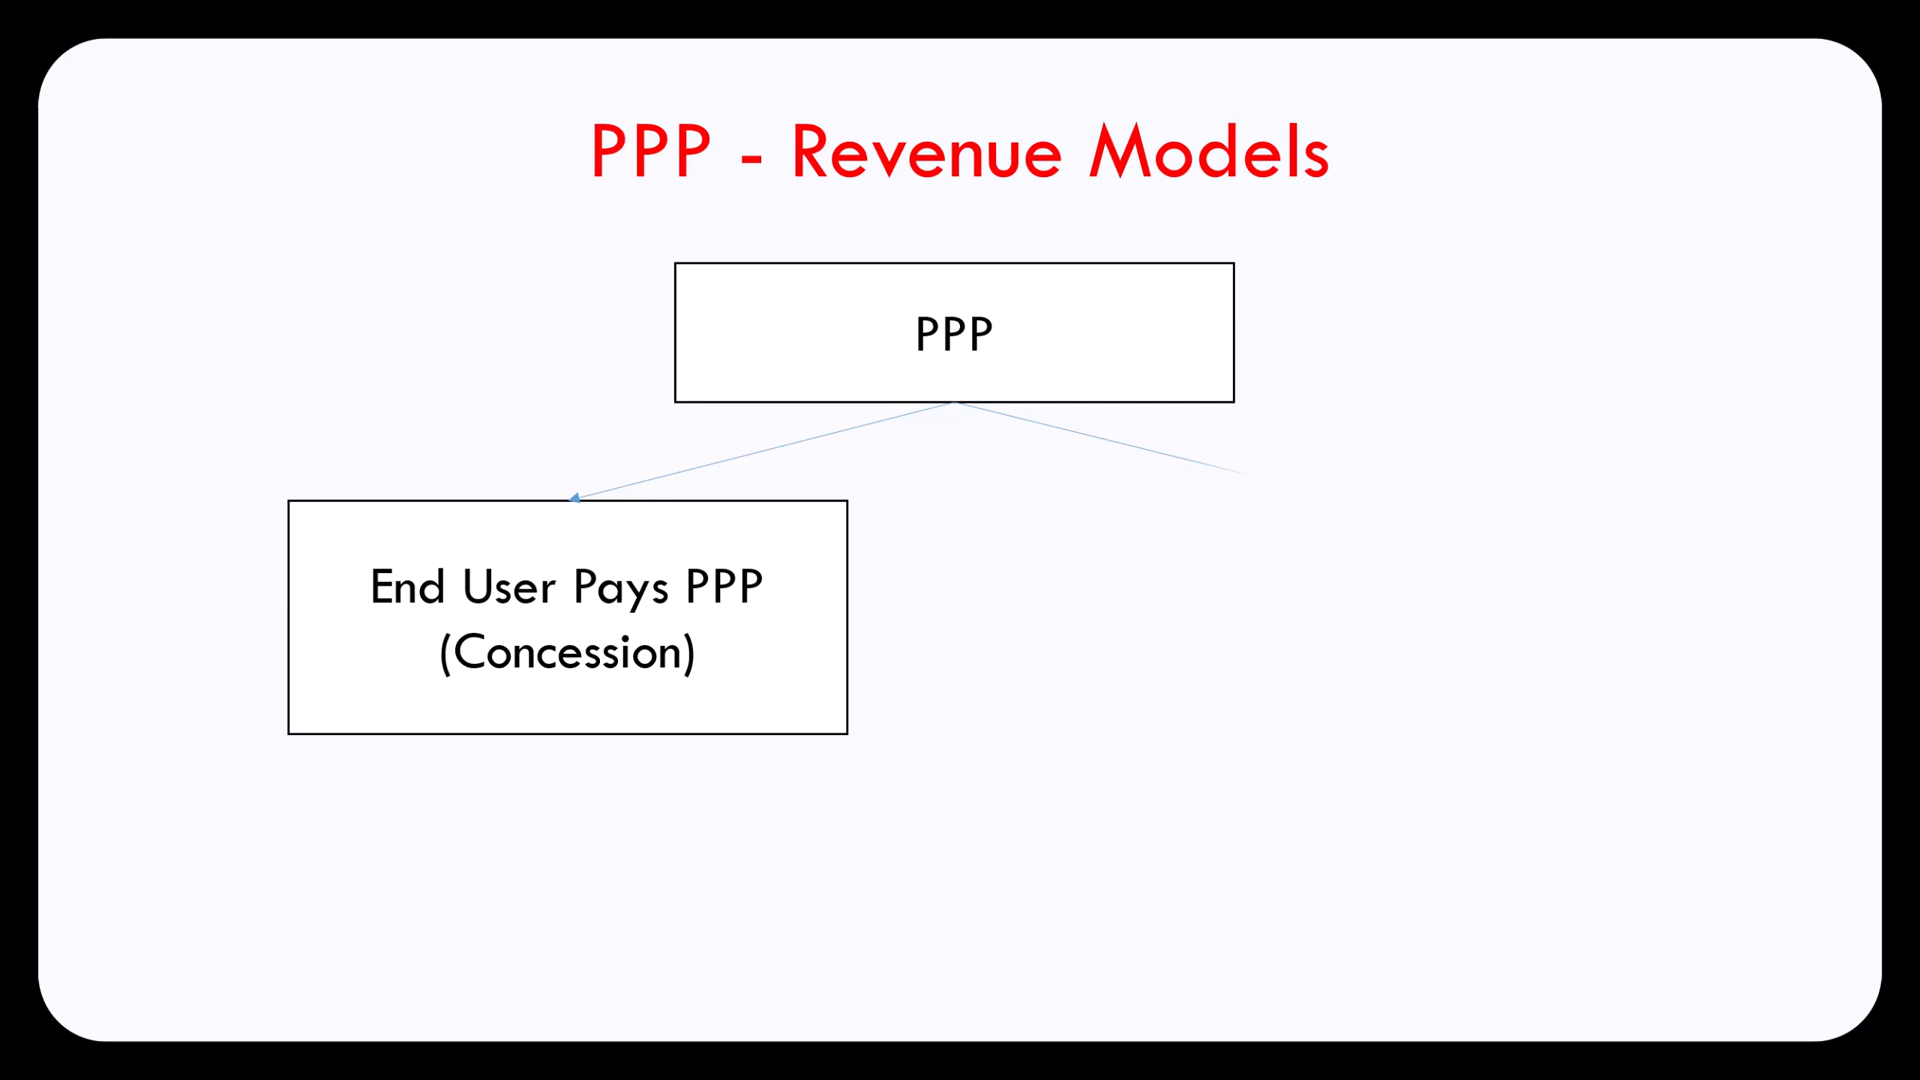 PPP - Revenue Models
PPP
End User Pays PPP
(Concession)